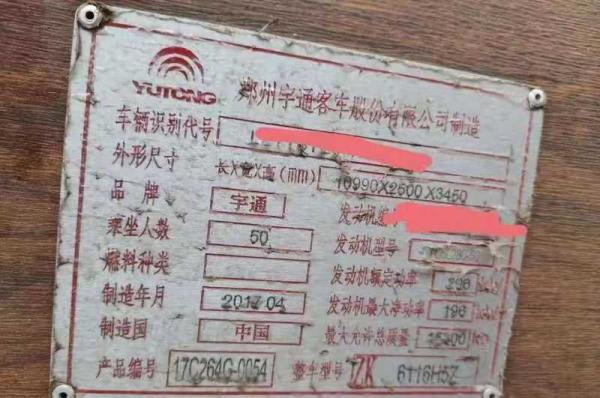 YUTONG 郑州宇通客车股份有限公司制造
车辆识别代号
外形尺寸 长X宽X高(mm) 10990X2500X3450
品牌 宇通
乘坐人数 50 发动机型号
燃料种类 发动机额定功率
制造年月 2017 04 发动机最大净功率 196
制造国 中国 最大允许总质量
产品编号 17C264G-0054 整车型号 ZK 6116H5Z